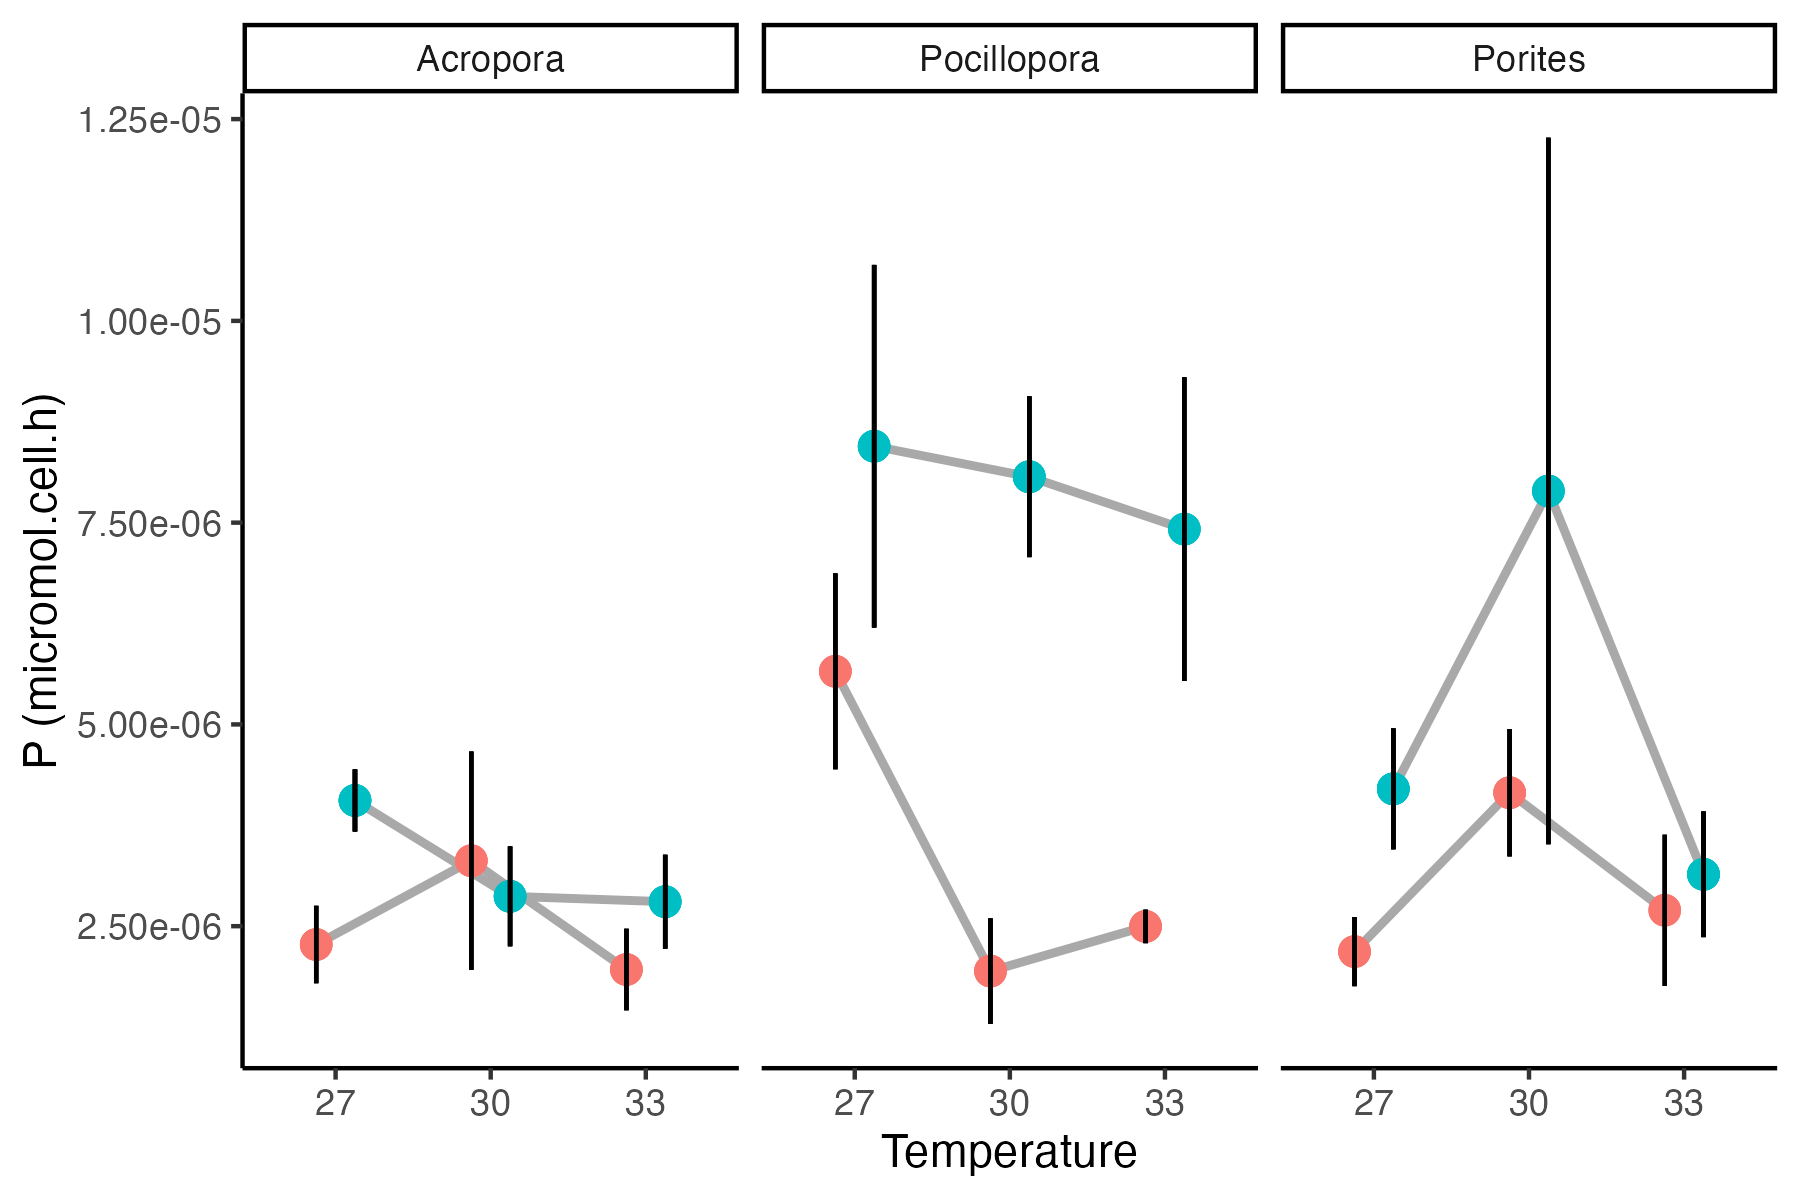 Acropora
Pocillopora
Porites
1.25e-05
1.00e-05
7.50e-06
5.00e-06
2.50e-06
P (micromol.cell.h)
27 30 33
27 30 33
27 30 33
Temperature